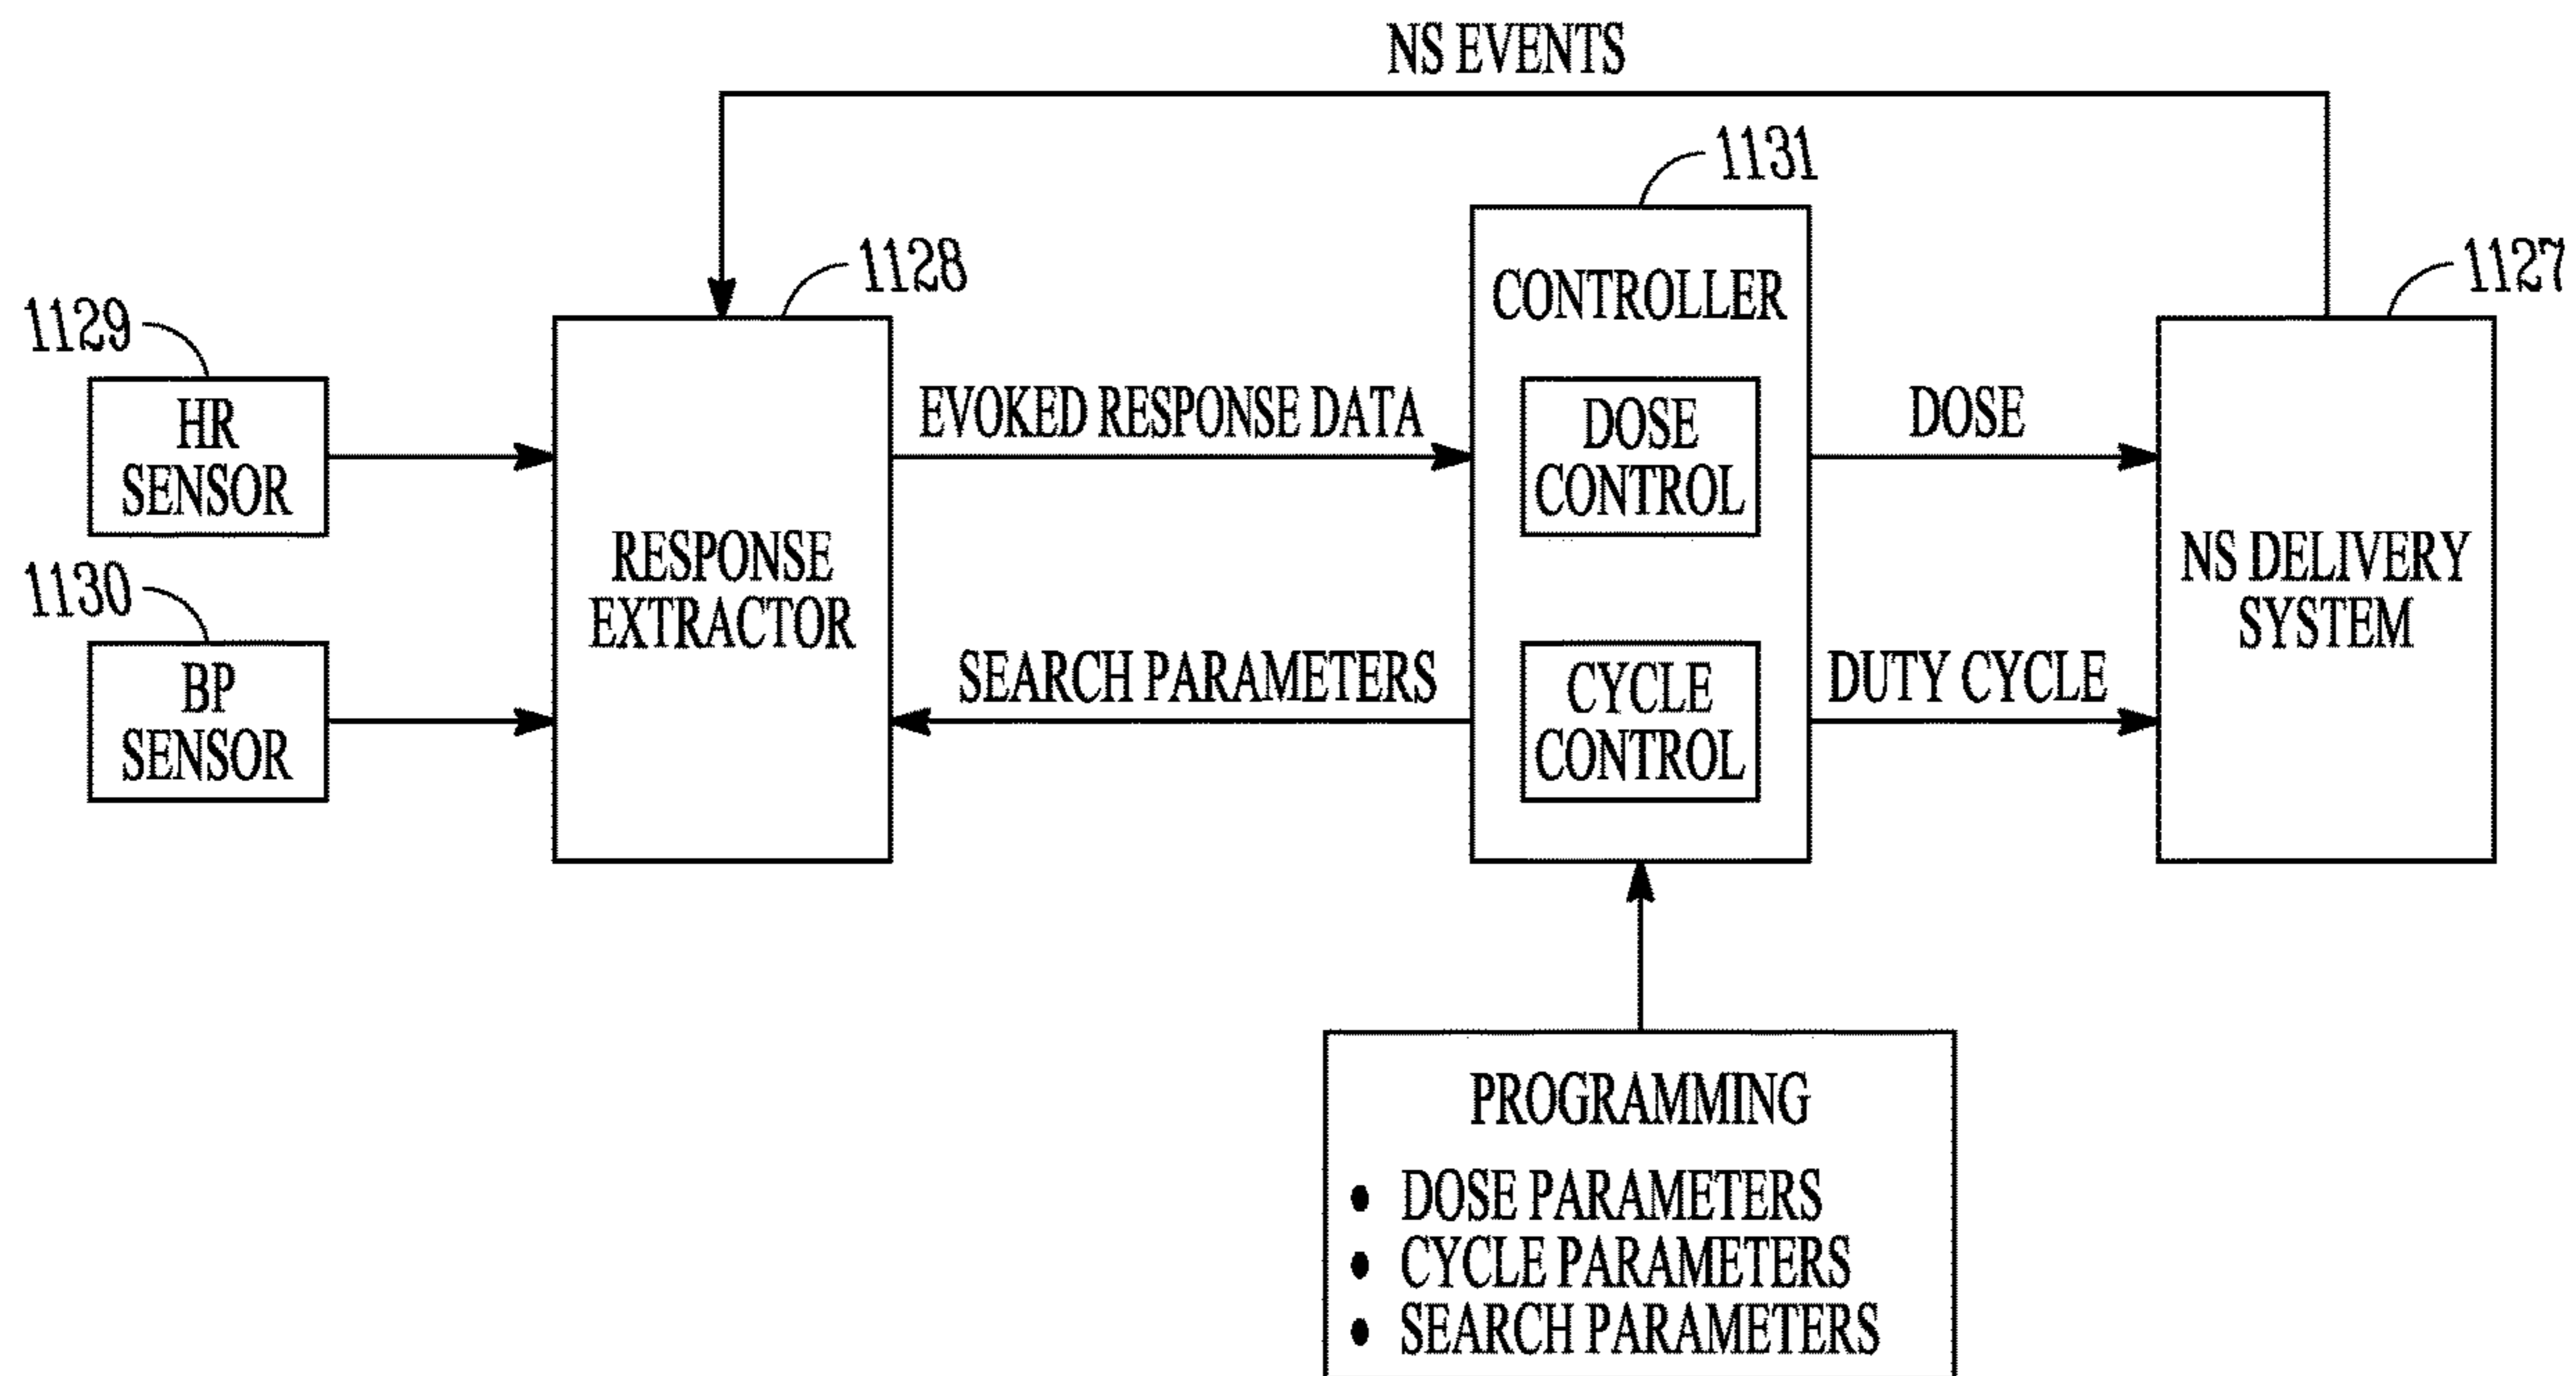 NS EVENTS
1131
1128
1127
1129
CONTROLLER
HR
SENSOR
EVOKED RESPONSE DATA
DOSE
CONTROL
DOSE
RESPONSE
EXTRACTOR
NS DELIVERY
SYSTEM
1130
BP
SENSOR
SEARCH PARAMETERS
CYCLE
CONTROL
DUTY CYCLE
PROGRAMMING
• DOSE PARAMETERS
• CYCLE PARAMETERS
• SEARCH PARAMETERS